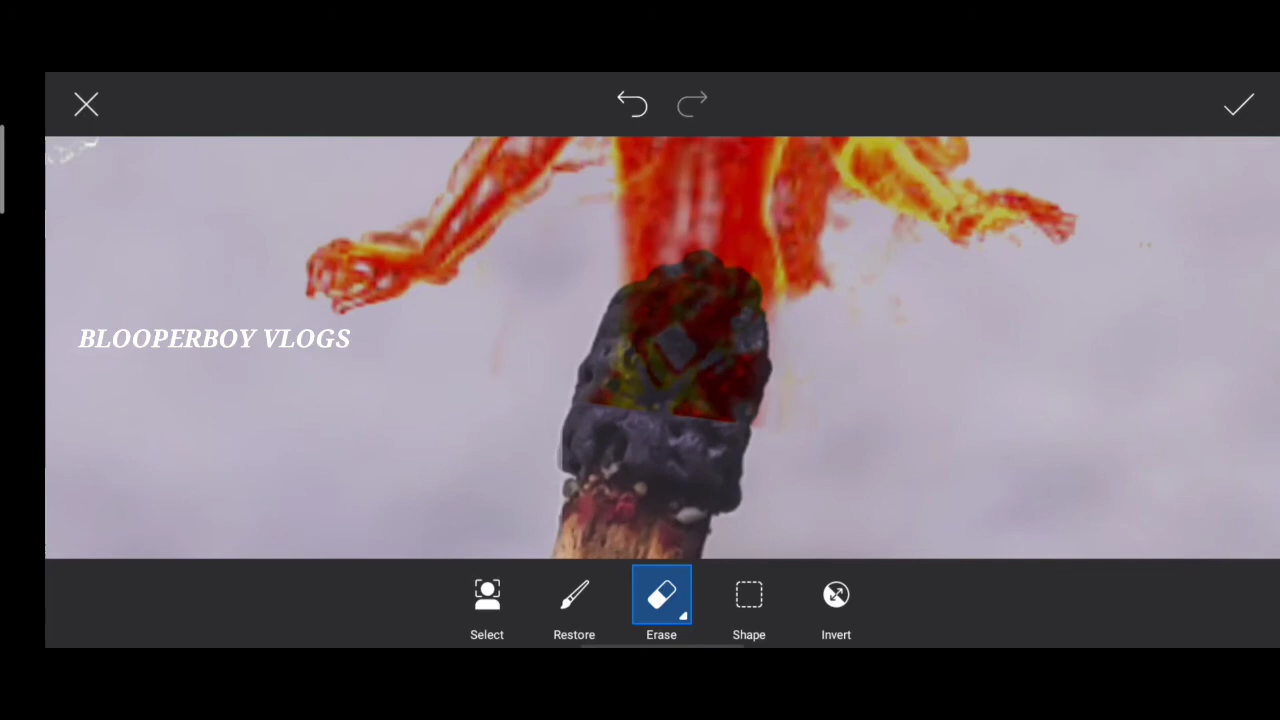 BLOOPERBOY VLOGS
Select
Restore
Erase
Shape
Invert